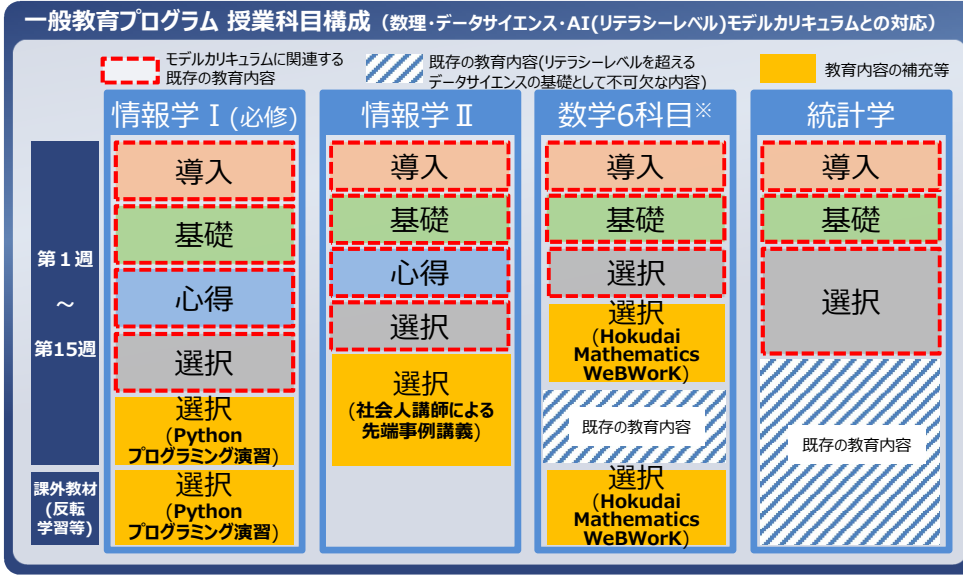 一般教育プログラム 授業科目構成（数理・データサイエンス・AI(リテラシーレベル)モデルカリキュラムとの対応）
モデルカリキュラムに関連する
既存の教育内容
既存の教育内容(リテラシーレベルを超える
データサイエンスの基礎として不可欠な内容)
教育内容の補充等
第１週
～
第15週
課外教材
(反転
学習等)
情報学Ⅰ(必修)
導入
基礎
心得
選択
選択
(Python
プログラミング演習)
選択
(Python
プログラミング演習)
情報学Ⅱ
導入
基礎
心得
選択
選択
(社会人講師による
先端事例講義)
数学6科目※
導入
基礎
選択
選択
(Hokudai
Mathematics
WeBWorK)
既存の教育内容
選択
(Hokudai
Mathematics
WeBWorK)
統計学
導入
基礎
選択
既存の教育内容